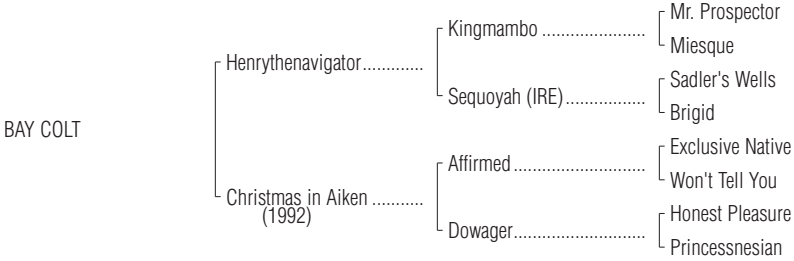 Mr. Prospector
Kingmambo ......................
Miesque
Henrythenavigator.............
Sadler's Wells
Sequoyah (IRE).................
Brigid
BAY COLT
Exclusive Native
Affirmed ............................
Won't Tell You
Christmas in Aiken ...........
(1992)
Honest Pleasure
Dowager............................
Princessnesian